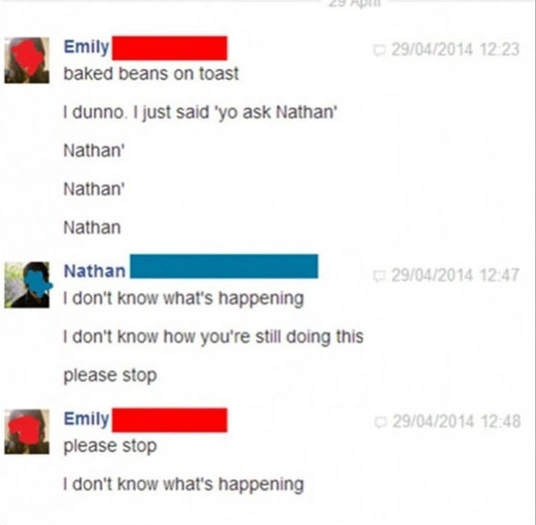 29 April
Emily
29/04/2014 12:23
baked beans on toast
I dunno. I just said 'yo ask Nathan'
Nathan'
Nathan'
Nathan
Nathan
29/04/2014 12:47
I don't know what's happening
I don't know how you're still doing this
please stop
Emily
29/04/2014 12:48
please stop
I don't know what's happening